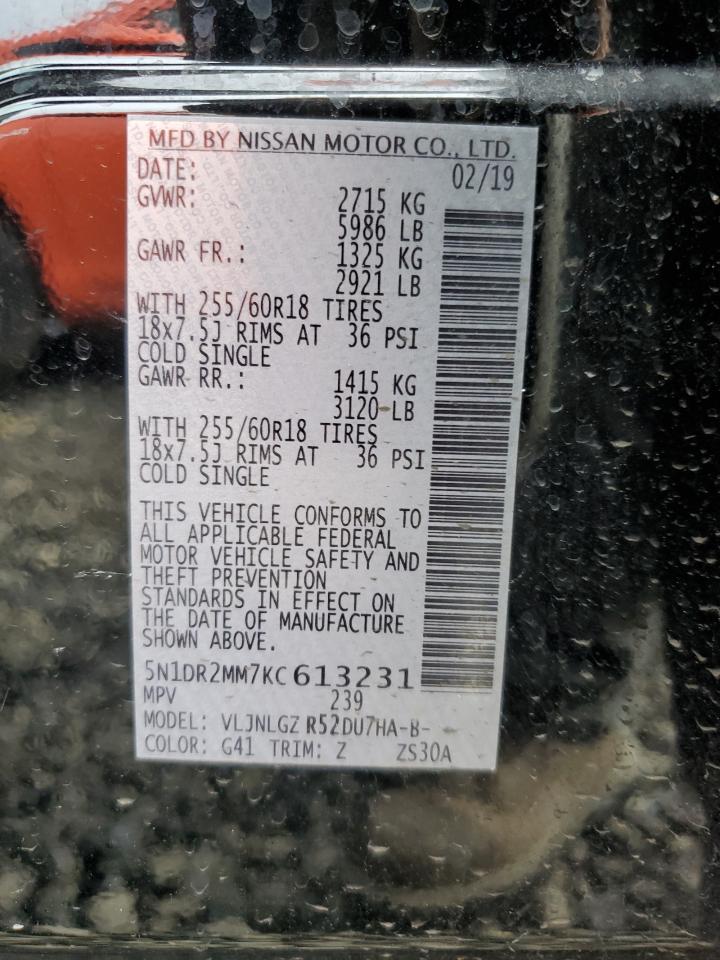 MFD BY NISSAN MOTOR CO., LTD.
DATE: 02/19
GVWR: 2715 KG
5986 LB
GAWR FR.: 1325 KG
2921 LB
WITH 255/60R18 TIRES
18x7.5J RIMS AT 36 PSI
COLD SINGLE
GAWR RR.: 1415 KG
3120 LB
WITH 255/60R18 TIRES
18x7.5J RIMS AT 36 PSI
COLD SINGLE
THIS VEHICLE CONFORMS TO
ALL APPLICABLE FEDERAL
MOTOR VEHICLE SAFETY AND
THEFT PREVENTION
STANDARDS IN EFFECT ON
THE DATE OF MANUFACTURE
SHOWN ABOVE.
5N1DR2MM7KC613231
MPV 239
MODEL: VLJNLGZ R52DU7HA-B-
COLOR: G41 TRIM: Z ZS30A